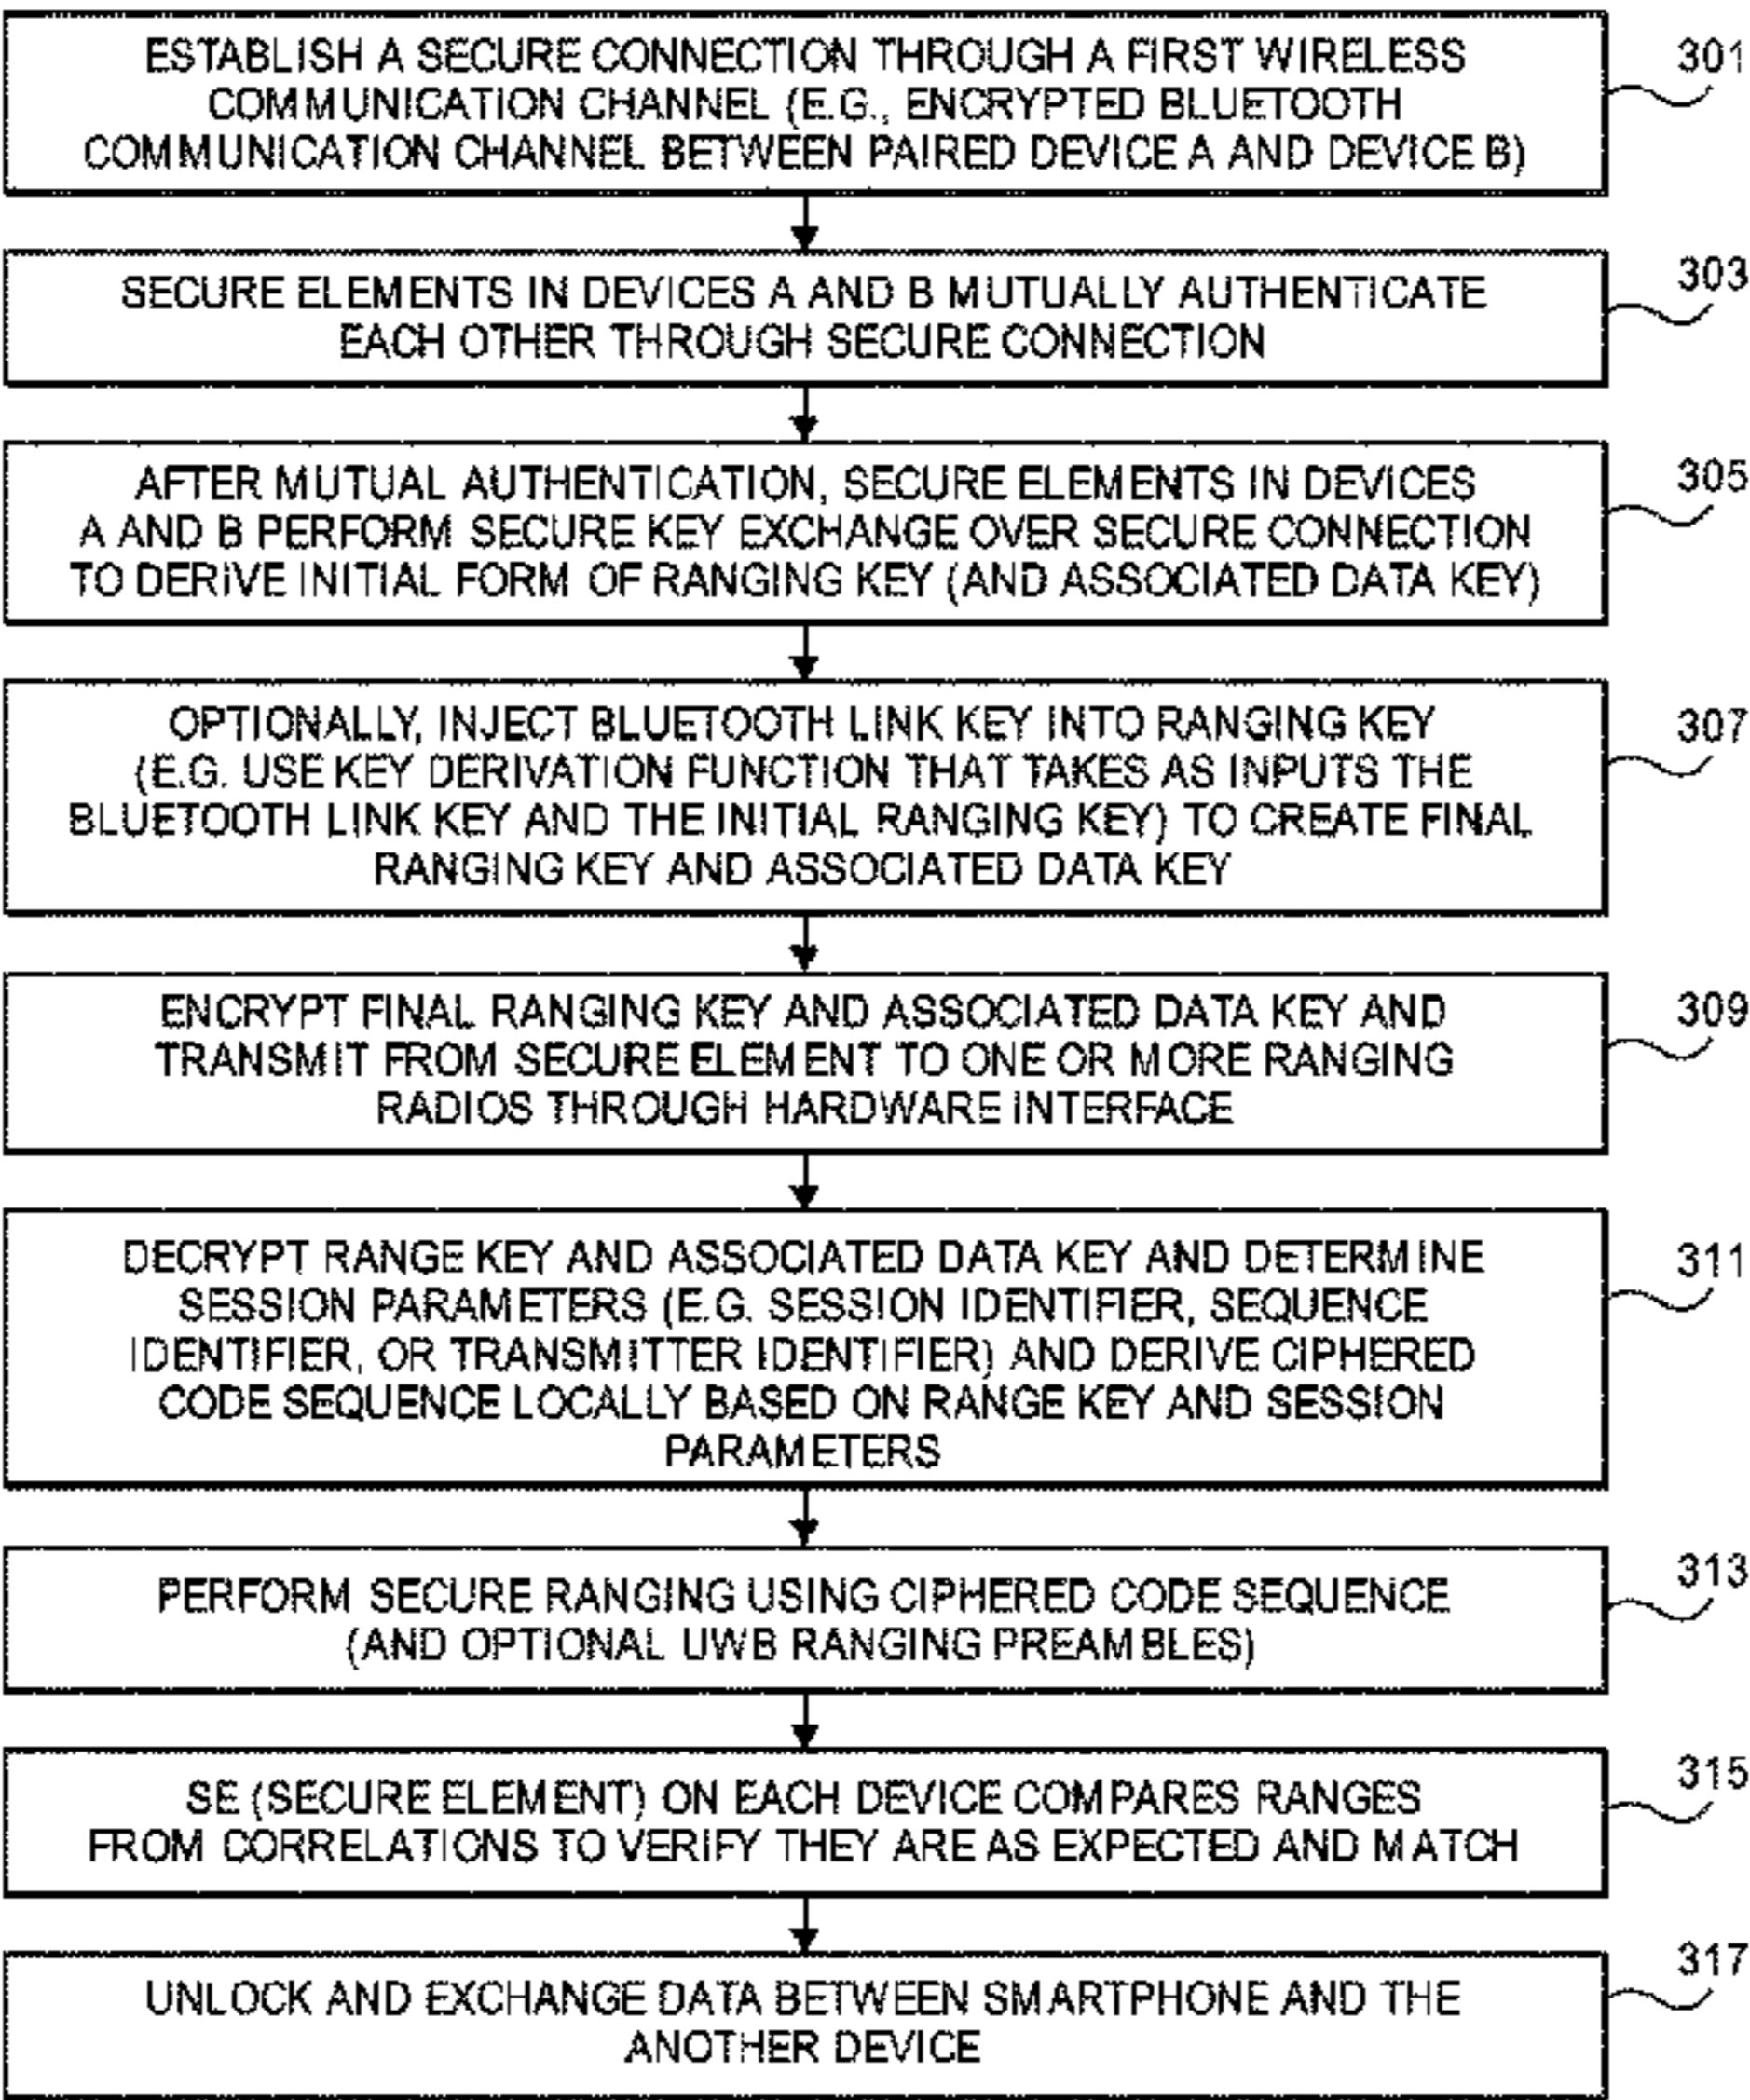 ESTABLISH A SECURE CONNECTION THROUGH A FIRST WIRELESS
COMMUNICATION CHANNEL (E.G., ENCRYPTED BLUETOOTH
COMMUNICATION CHANNEL BETWEEN PAIRED DEVICE A AND DEVICE B)
301
SECURE ELEMENTS IN DEVICES A AND B MUTUALLY AUTHENTICATE
EACH OTHER THROUGH SECURE CONNECTION
303
AFTER MUTUAL AUTHENTICATION, SECURE ELEMENTS IN DEVICES
A AND B PERFORM SECURE KEY EXCHANGE OVER SECURE CONNECTION
TO DERIVE INITIAL FORM OF RANGING KEY (AND ASSOCIATED DATA KEY)
305
OPTIONALLY, INJECT BLUETOOTH LINK KEY INTO RANGING KEY
(E.G. USE KEY DERIVATION FUNCTION THAT TAKES AS INPUTS THE
BLUETOOTH LINK KEY AND THE INITIAL RANGING KEY) TO CREATE FINAL
RANGING KEY AND ASSOCIATED DATA KEY
307
ENCRYPT FINAL RANGING KEY AND ASSOCIATED DATA KEY AND
TRANSMIT FROM SECURE ELEMENT TO ONE OR MORE RANGING
RADIOS THROUGH HARDWARE INTERFACE
309
DECRYPT RANGE KEY AND ASSOCIATED DATA KEY AND DETERMINE
SESSION PARAMETERS (E.G. SESSION IDENTIFIER, SEQUENCE
IDENTIFIER, OR TRANSMITTER IDENTIFIER) AND DERIVE CIPHERED
CODE SEQUENCE LOCALLY BASED ON RANGE KEY AND SESSION
PARAMETERS
311
PERFORM SECURE RANGING USING CIPHERED CODE SEQUENCE
(AND OPTIONAL UWB RANGING PREAMBLES)
313
SE (SECURE ELEMENT) ON EACH DEVICE COMPARES RANGES
FROM CORRELATIONS TO VERIFY THEY ARE AS EXPECTED AND MATCH
315
UNLOCK AND EXCHANGE DATA BETWEEN SMARTPHONE AND THE
ANOTHER DEVICE
317